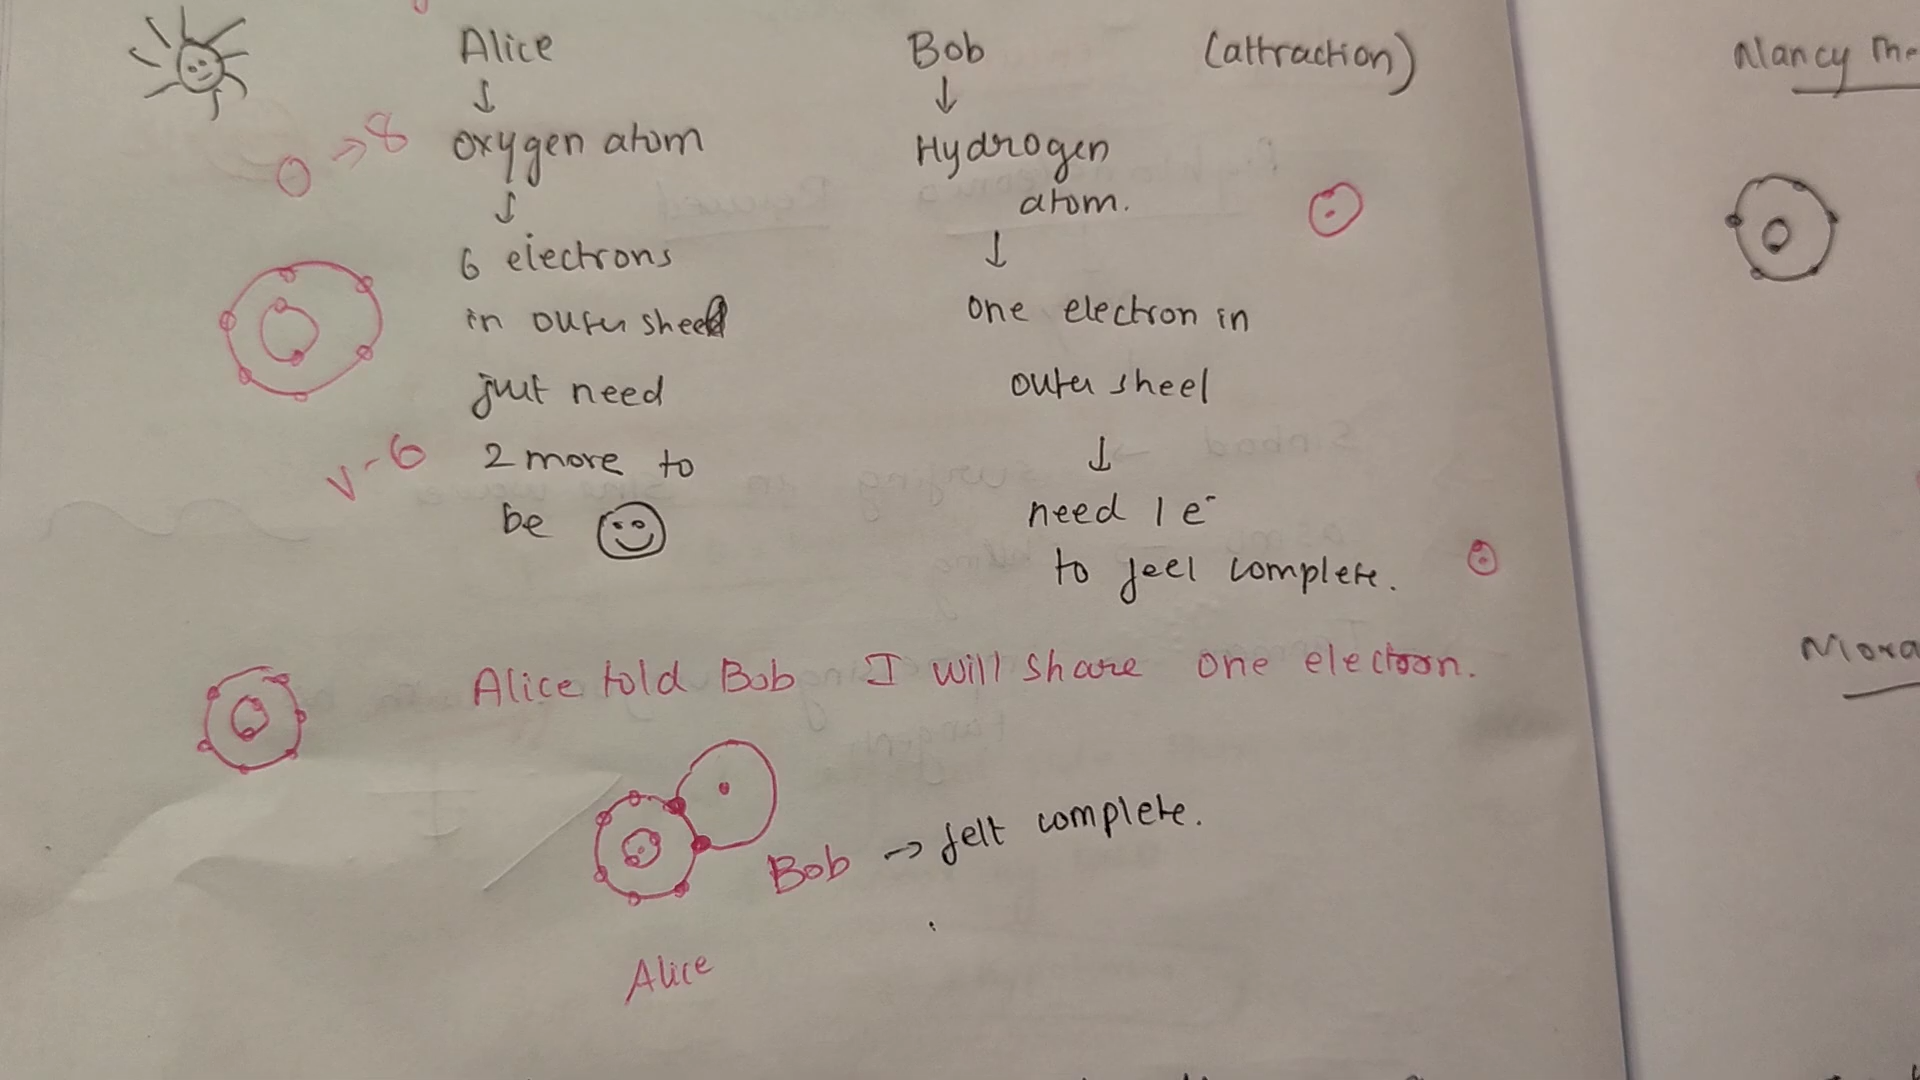 Alice
↓
oxygen atom
↓
6 electrons
in outer sheell
just need
2 more to
be
O → 8
V - 6
Bob
↓
Hydrogen
atom.
↓
one electron in
outer sheel
↓
need 1 e⁻
to feel complete.
(attraction)
Alice told Bob I will share one electron.
Bob → felt complete.
Alice
Nancy